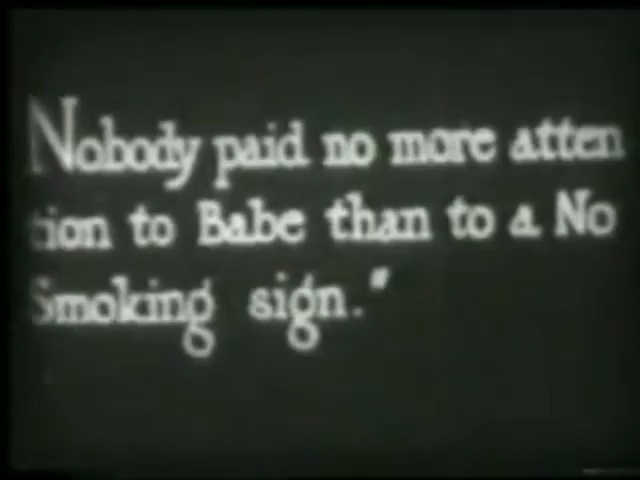 Nobody paid no more atten
tion to Babe than to a No
Smoking sign."